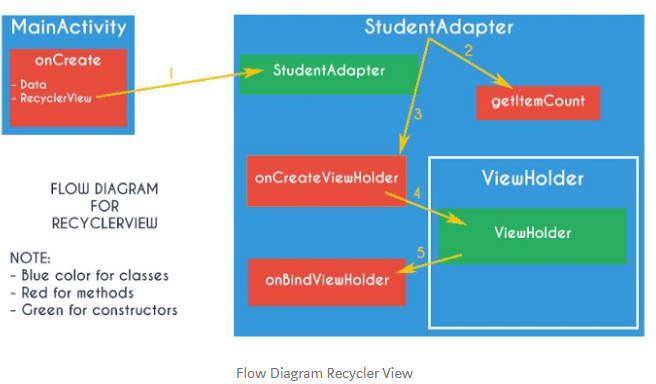 MainActivity
onCreate
- Data
- RecyclerView
1
StudentAdapter
StudentAdapter
2
getItemCount
3
onCreateViewHolder
4
ViewHolder
ViewHolder
5
onBindViewHolder
FLOW DIAGRAM
FOR
RECYCLERVIEW
NOTE:
- Blue color for classes
- Red for methods
- Green for constructors
Flow Diagram Recycler View